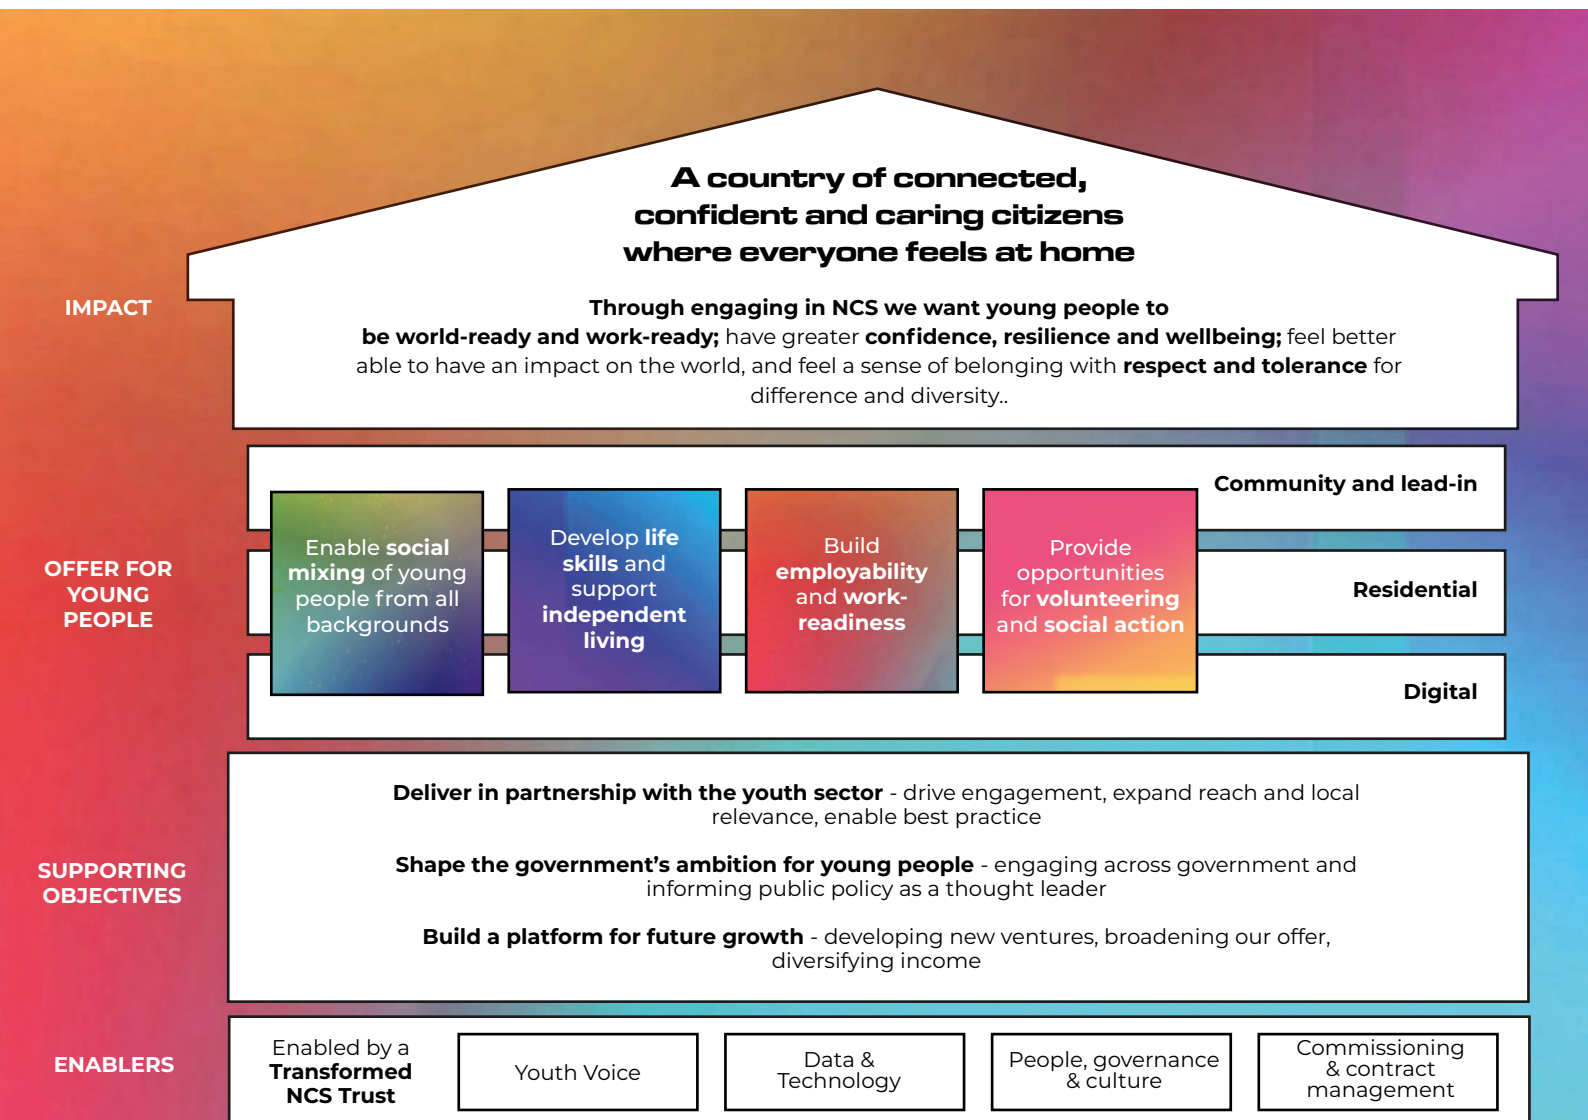 A country of connected,
confident and caring citizens
where everyone feels at home
IMPACT
Through engaging in NCS we want young people to
be world-ready and work-ready; have greater confidence, resilience and wellbeing; feel better
able to have an impact on the world, and feel a sense of belonging with respect and tolerance for
difference and diversity..
OFFER FOR
YOUNG
PEOPLE
Enable social
mixing of young
people from all
backgrounds
Develop life
skills and
support
independent
living
Build
employability
and work-
readiness
Provide
opportunities
for volunteering
and social action
Community and lead-in
Residential
Digital
SUPPORTING
OBJECTIVES
Deliver in partnership with the youth sector - drive engagement, expand reach and local
relevance, enable best practice
Shape the government’s ambition for young people - engaging across government and
informing public policy as a thought leader
Build a platform for future growth - developing new ventures, broadening our offer,
diversifying income
ENABLERS
Enabled by a
Transformed
NCS Trust
Youth Voice
Data &
Technology
People, governance
& culture
Commissioning
& contract
management